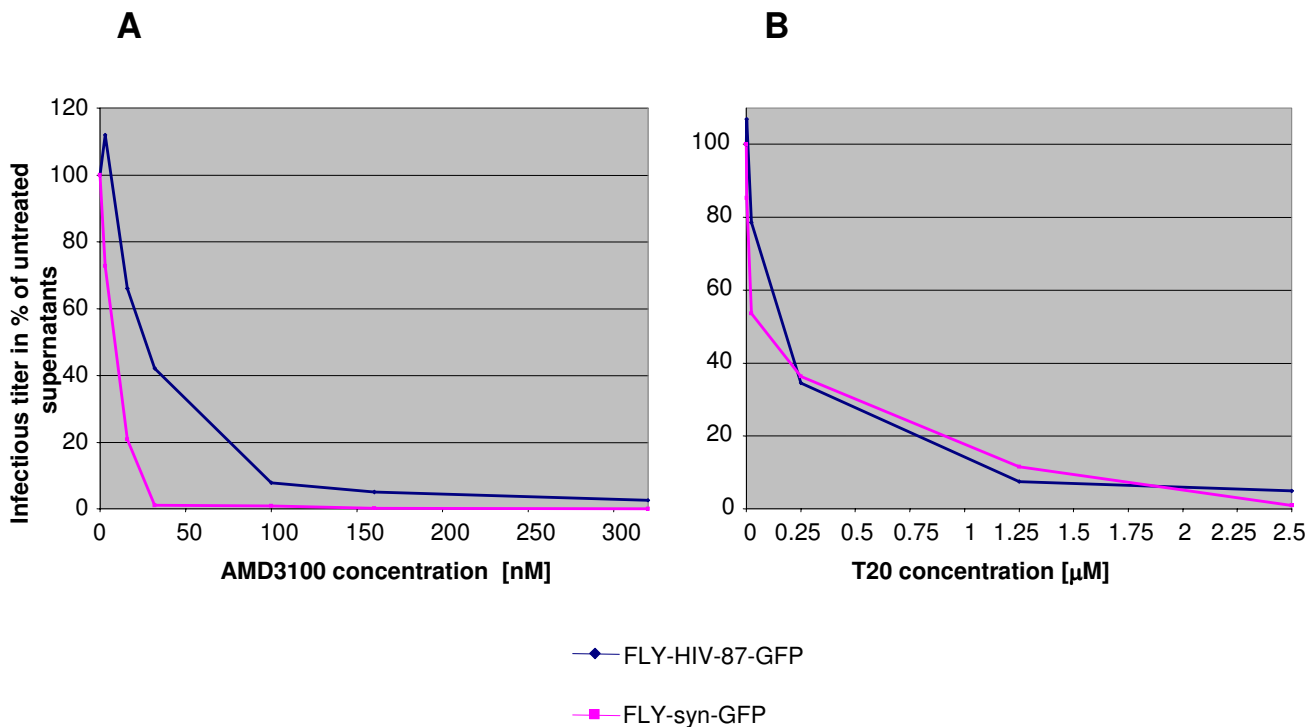 A
B
Infectious titer in % of untreated
supernatants
120
100
80
60
40
20
0
0 50 100 150 200 250 300
AMD3100 concentration [nM]
100
80
60
40
20
0
0 0.25 0.5 0.75 1 1.25 1.5 1.75 2 2.25 2.5
T20 concentration [μM]
FLY-HIV-87-GFP
FLY-syn-GFP